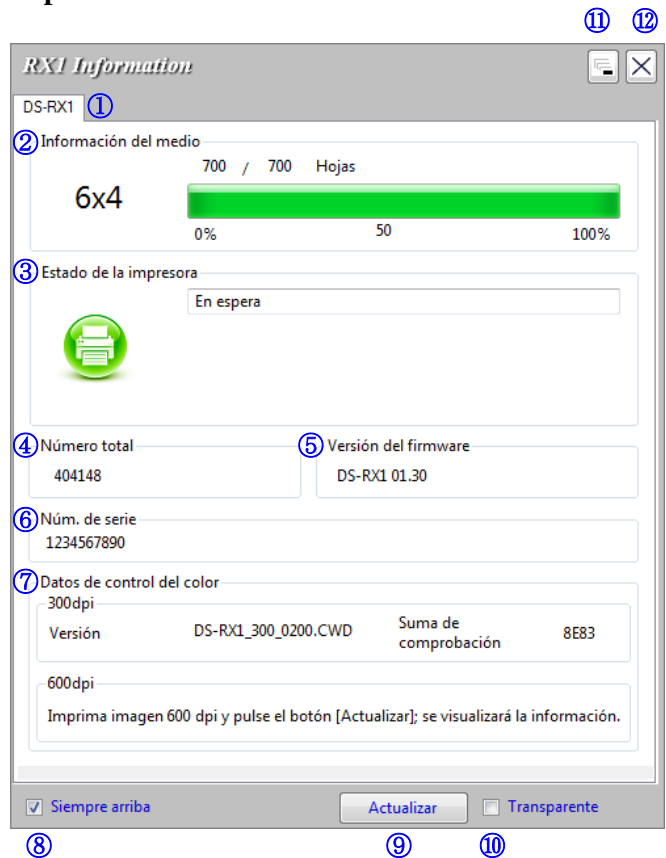 ⑪ ⑫
RX1 Information
DS-RX1 ①
② Información del medio
700 / 700 Hojas
6x4
0% 50 100%
③ Estado de la impresora
En espera
④ Número total
404148
⑤ Versión del firmware
DS-RX1 01.30
⑥ Núm. de serie
1234567890
⑦ Datos de control del color
300dpi
Versión DS-RX1_300_0200.CWD
Suma de
comprobación
8E83
600dpi
Imprima imagen 600 dpi y pulse el botón [Actualizar]; se visualizará la información.
Siempre arriba Actualizar Transparente
⑧ ⑨ ⑩